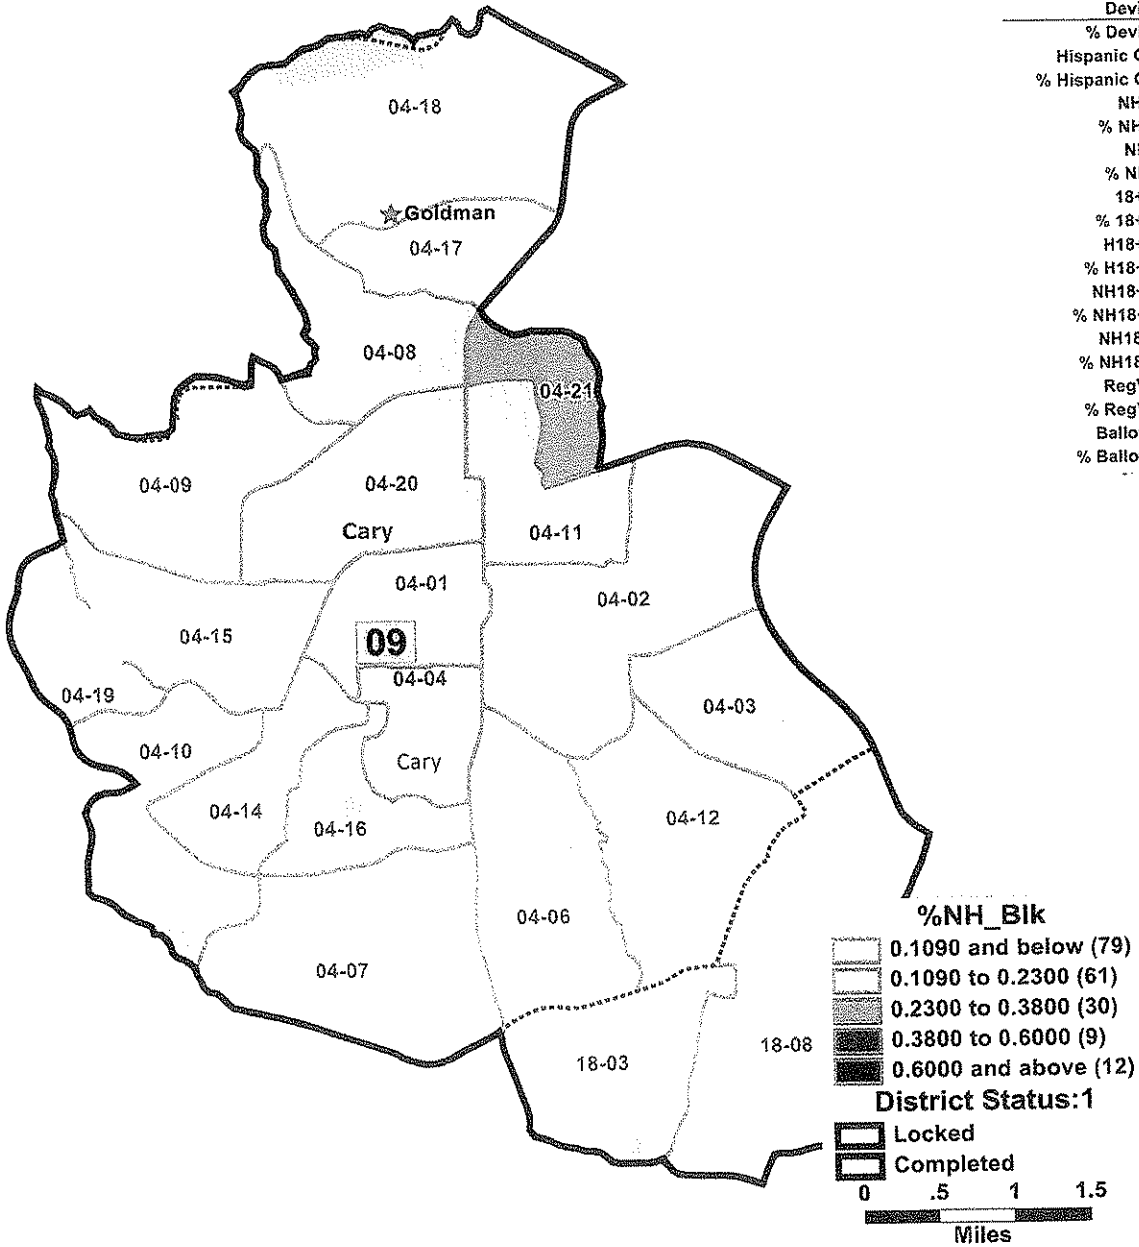 Devi
% Devi
Hispanic
% Hispanic
NH
% NH
% NI
18+
% 18+
H18+
% H18+
NH18+
% NH18+
NH18
% NH18
Reg
% Reg
Ballo
% Ballo
04-18
Goldman
04-17
04-08
04-21
04-09
04-20
Cary
04-11
04-01
04-02
04-15
09
04-04
04-19
04-03
04-10
Cary
04-14
04-16
04-12
04-06
04-07
18-03
18-08
%NH_Blk
0.1090 and below (79)
0.1090 to 0.2300 (61)
0.2300 to 0.3800 (30)
0.3800 to 0.6000 (9)
0.6000 and above (12)
District Status:1
Locked
Completed
0 .5 1 1.5
Miles